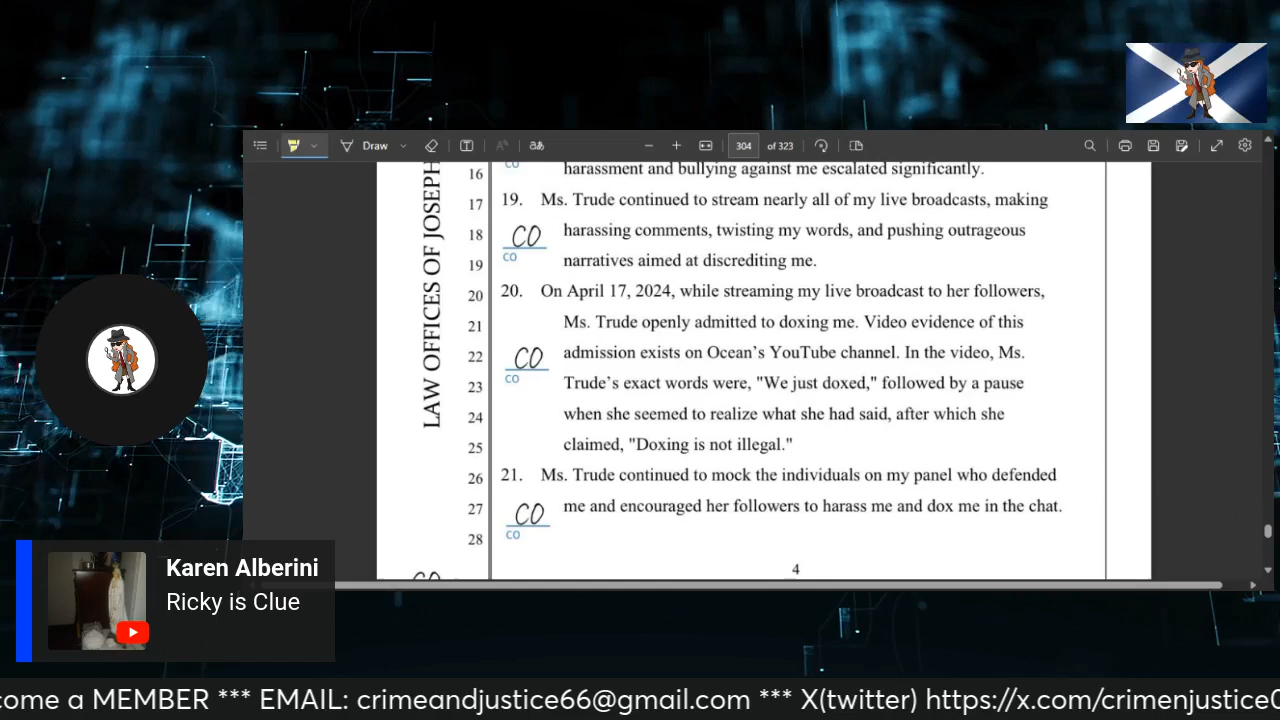 Draw
304
of 323
LAW OFFICES OF JOSEPH
16 harassment and bullying against me escalated significantly.
CO
17 19. Ms. Trude continued to stream nearly all of my live broadcasts, making
18 CO harassing comments, twisting my words, and pushing outrageous
19 CO narratives aimed at discrediting me.
20 20. On April 17, 2024, while streaming my live broadcast to her followers,
21 Ms. Trude openly admitted to doxing me. Video evidence of this
22 CO admission exists on Ocean's YouTube channel. In the video, Ms.
23 CO Trude's exact words were, "We just doxed," followed by a pause
24 when she seemed to realize what she had said, after which she
25 claimed, "Doxing is not illegal."
26 21. Ms. Trude continued to mock the individuals on my panel who defended
27 CO me and encouraged her followers to harass me and dox me in the chat.
28 CO
4
CO
Karen Alberini
Ricky is Clue
come a MEMBER *** EMAIL: crimeandjustice66@gmail.com *** X(twitter) https://x.com/crimenjustice